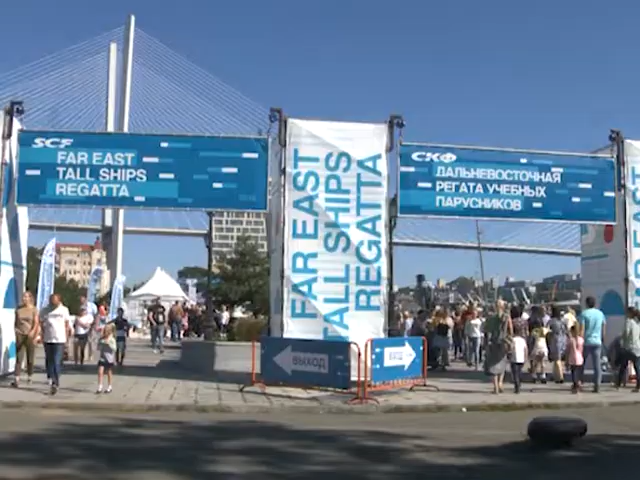 SCF
FAR EAST
TALL SHIPS
REGATTA
FAR EAST
TALL SHIPS
REGATTA
СКФ
ДАЛЬНЕВОСТОЧНАЯ
РЕГАТА УЧЕБНЫХ
ПАРУСНИКОВ
ВЫХОД
ВХОД